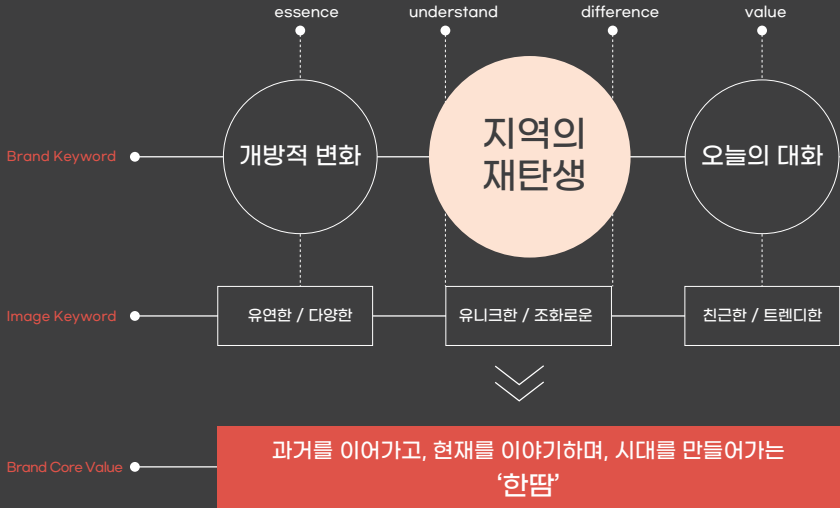 essence
understand
difference
value
Brand Keyword
개방적 변화
지역의
재탄생
오늘의 대화
Image Keyword
유연한 / 다양한
유니크한 / 조화로운
친근한 / 트렌디한
Brand Core Value
과거를 이어가고, 현재를 이야기하며, 시대를 만들어가는
‘한땀’